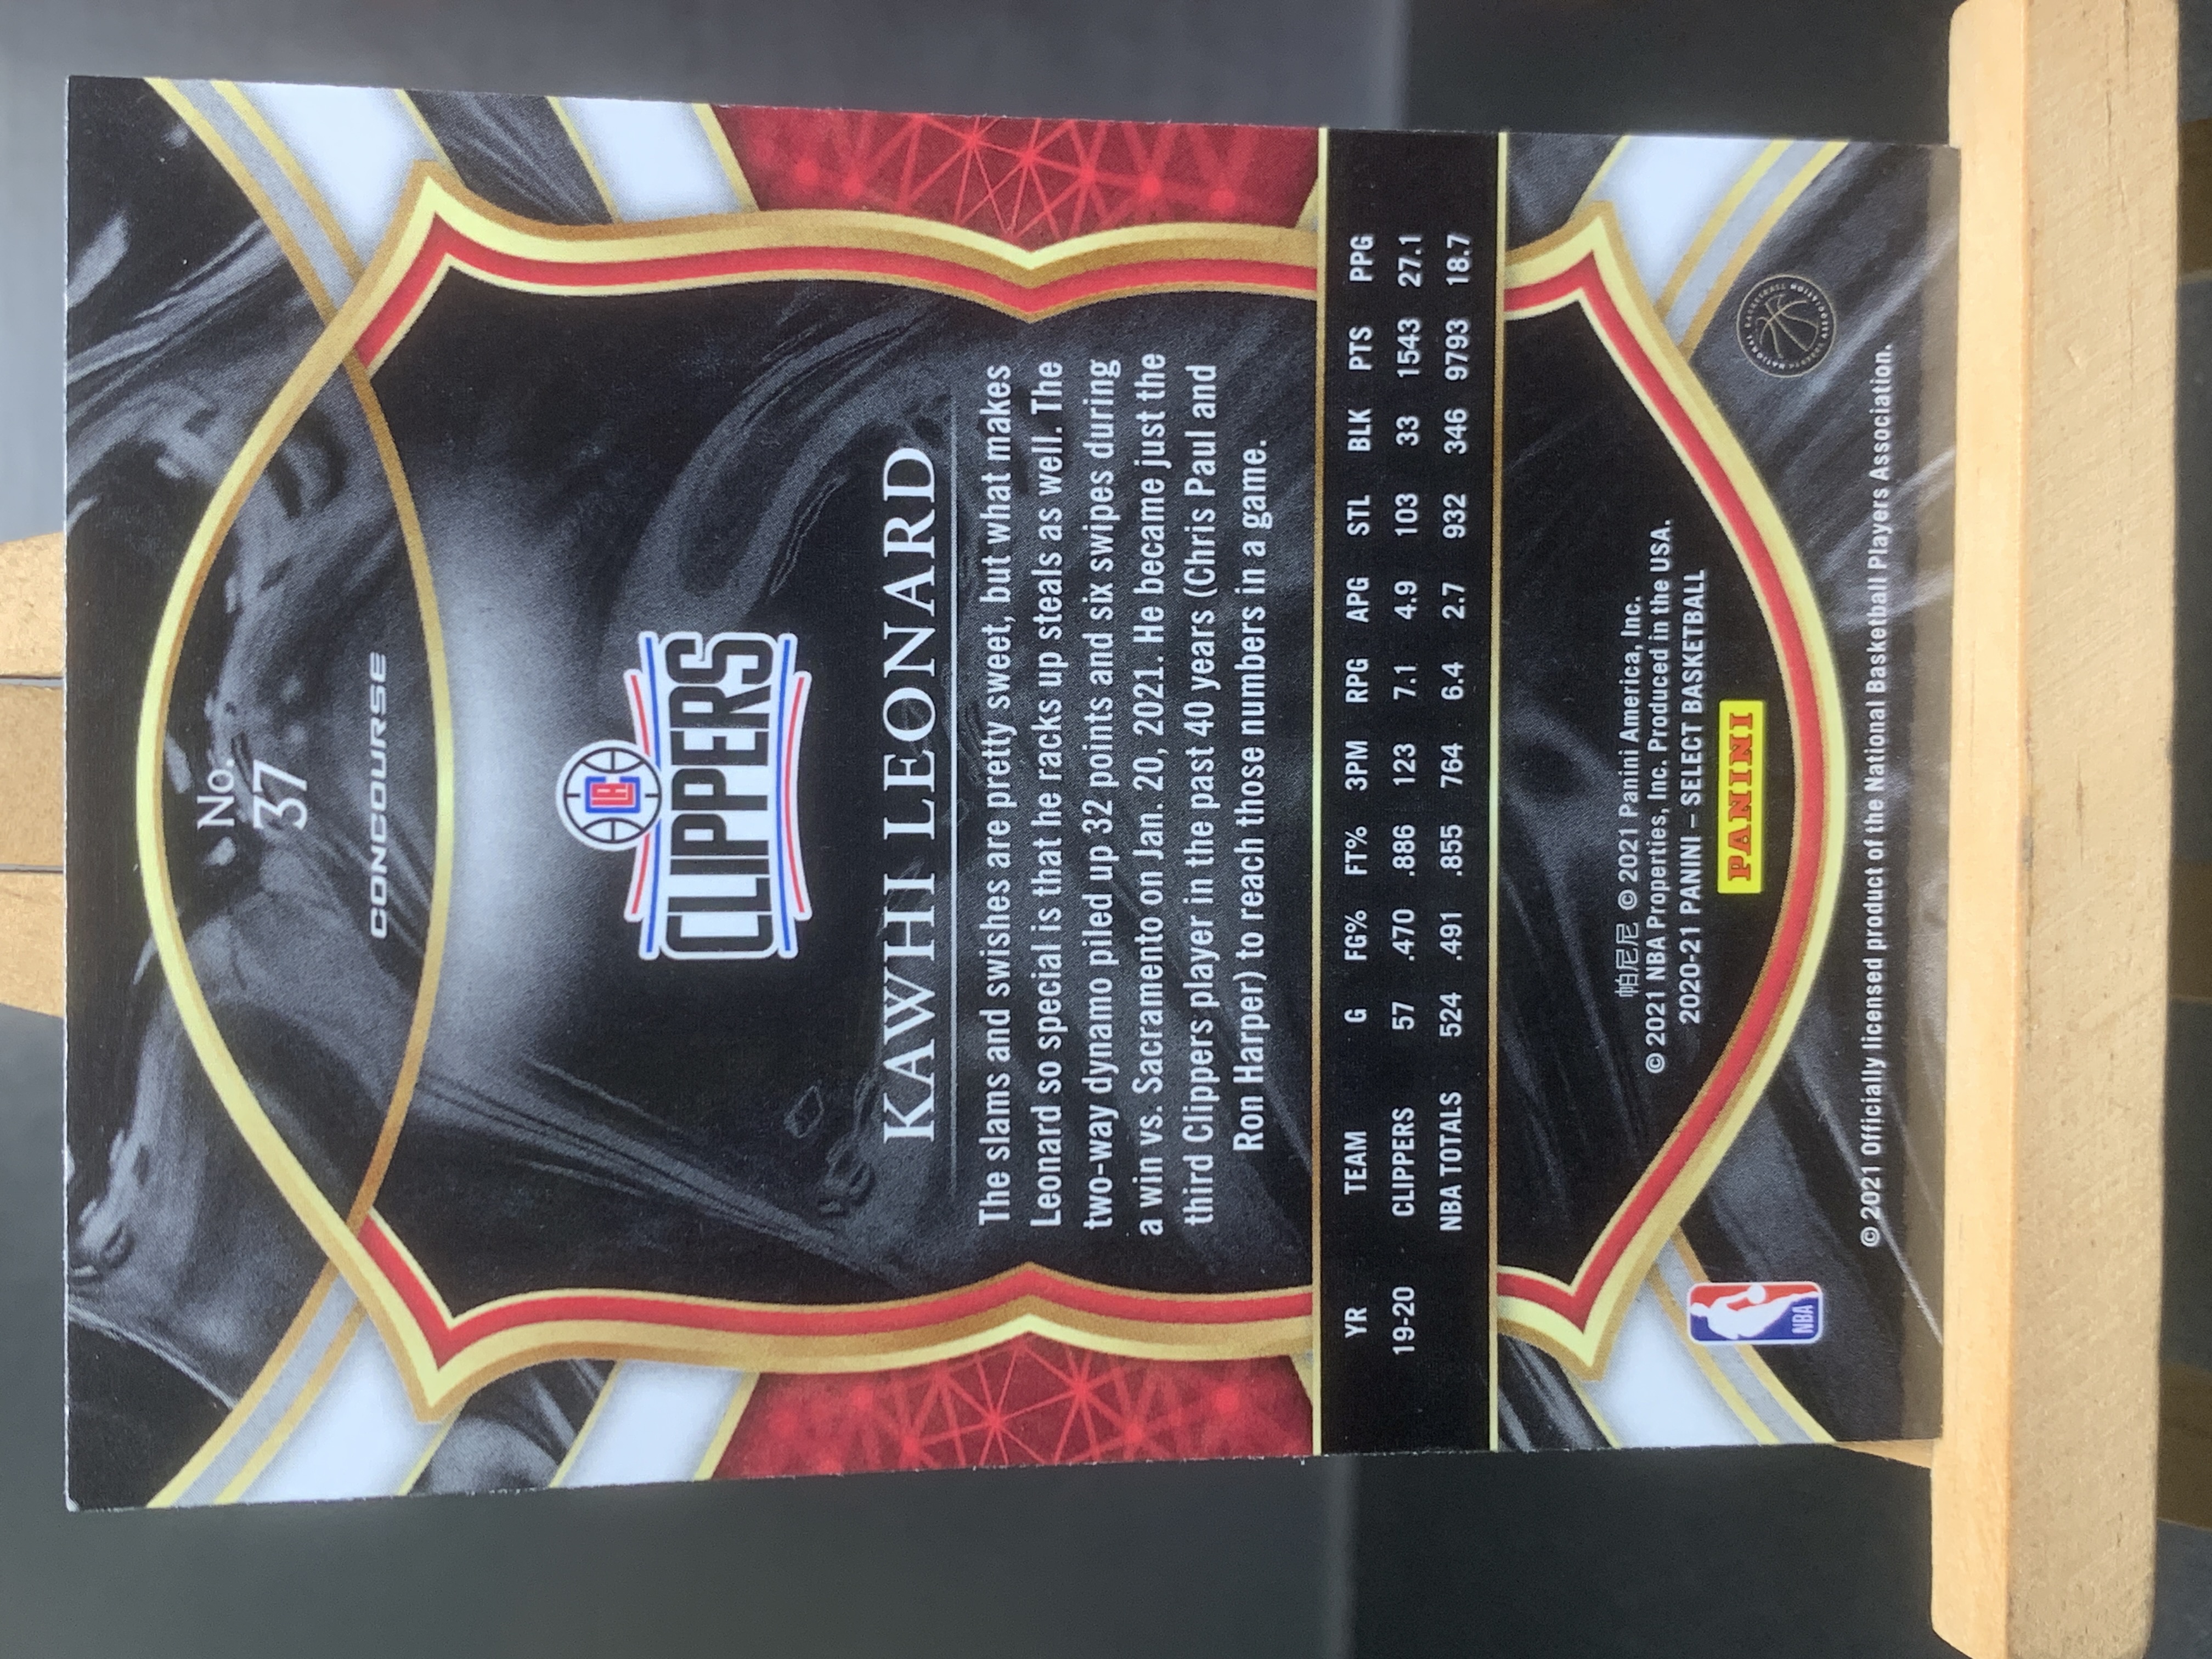 No.
37
CONCOURSE
LAC
CLIPPERS
KAWHI LEONARD
The slams and swishes are pretty sweet, but what makes
Leonard so special is that he racks up steals as well. The
two-way dynamo piled up 32 points and six swipes during
a win vs. Sacramento on Jan. 20, 2021. He became just the
third Clippers player in the past 40 years (Chris Paul and
Ron Harper) to reach those numbers in a game.
YR TEAM G FG% FT% 3PM RPG APG STL BLK PTS PPG
19-20 CLIPPERS 57 .470 .886 123 7.1 4.9 103 33 1543 27.1
NBA TOTALS 524 .491 .855 764 6.4 2.7 932 346 9793 18.7
帕尼尼 © 2021 Panini America, Inc.
© 2021 NBA Properties, Inc. Produced in the USA.
2020-21 PANINI – SELECT BASKETBALL
PANINI
NBA
© 2021 Officially licensed product of the National Basketball Players Association.